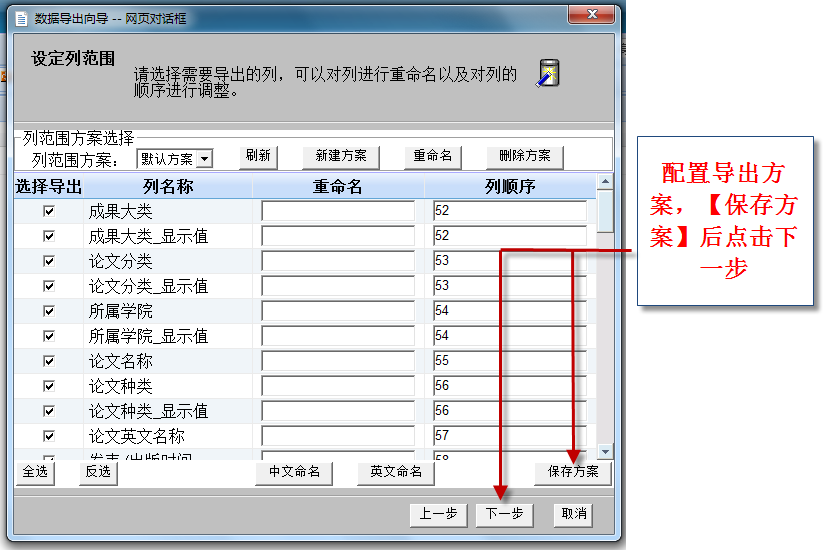 数据导出向导 -- 网页对话框
设定列范围
请选择需要导出的列，可以对列进行重命名以及对列的
顺序进行调整。
列范围方案选择
列范围方案： 默认方案 刷新 新建方案 重命名 删除方案
选择导出 列名称 重命名 列顺序
成果大类 52
成果大类_显示值 52
论文分类 53
论文分类_显示值 53
所属学院 54
所属学院_显示值 54
论文名称 55
论文种类 56
论文种类_显示值 56
论文英文名称 57
发表/出版时间 58
全选 反选 中文命名 英文命名 保存方案
上一步 下一步 取消
配置导出方
案，【保存方
案】后点击下
一步